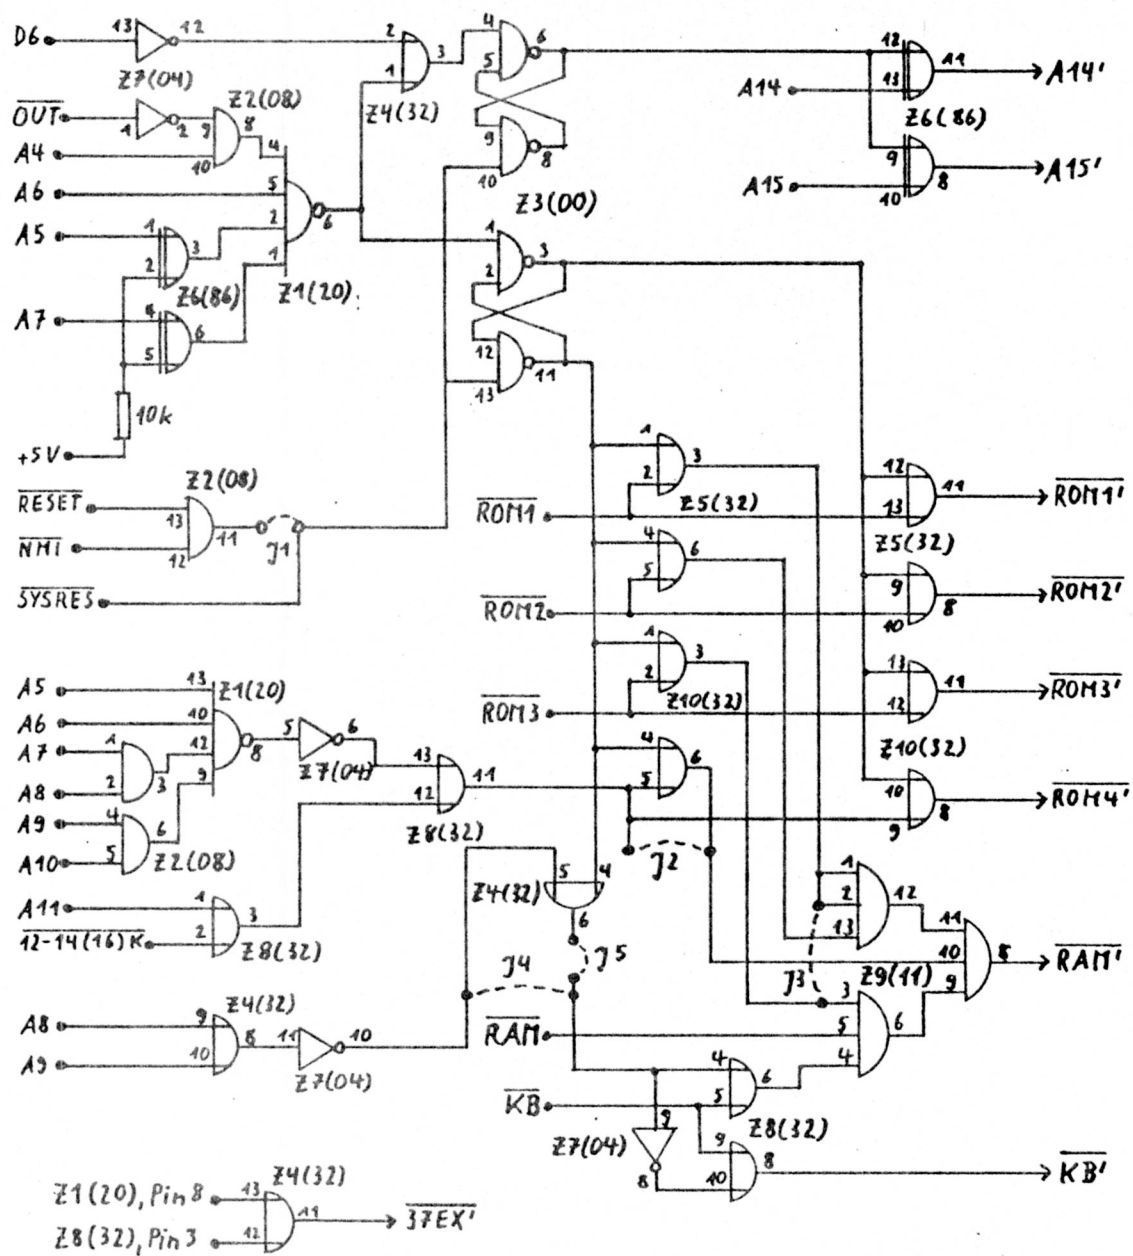 D6 13 12 2 3 4 6 12 11 A14'
1 5 13
Z7(04) Z4(32) A14 Z6(86)
OUT 1 2 9 8 Z2(08)
A4 10 4 9 8 10 9 8 A15'
A6 5 6 A15 10
Z3(00)
A5 1 3 2 1 3
2 Z6(86) 1 Z1(20) 2
A7 4 6 12 11
5 13
10k
+5V
Z2(08) 1 3 12 11 ROM1'
RESET 13 11 J1 ROM1 2 Z5(32) 13 Z5(32)
NMI 12 4 6 9 8 ROM2'
SYSRES ROM2 5 10
1 3 13 11 ROM3'
A5 13 Z1(20) ROM3 2 Z10(32) 12 Z10(32)
A6 10 8 5 6 13 11 4 6 10 8 ROM4'
A7 1 12 Z7(04) 12 5 9
A8 2 3 9 Z8(32)
A9 4 6 J2
A10 5 Z2(08) 5 4 1 12 11
A11 1 3 Z4(32) 2
12-14(16)K 2 Z8(32) 6 13 10 8 RAM'
J4 J5 J3 Z9(11) 9
A8 9 Z4(32) 8 11 10 RAM 3 6
A9 10 Z7(04) 5
4 6 4
KB 5
Z7(04) 9 Z8(32)
9 8 KB'
8 10
Z1(20), Pin 8 13 Z4(32) 11 37EX'
Z8(32), Pin 3 12